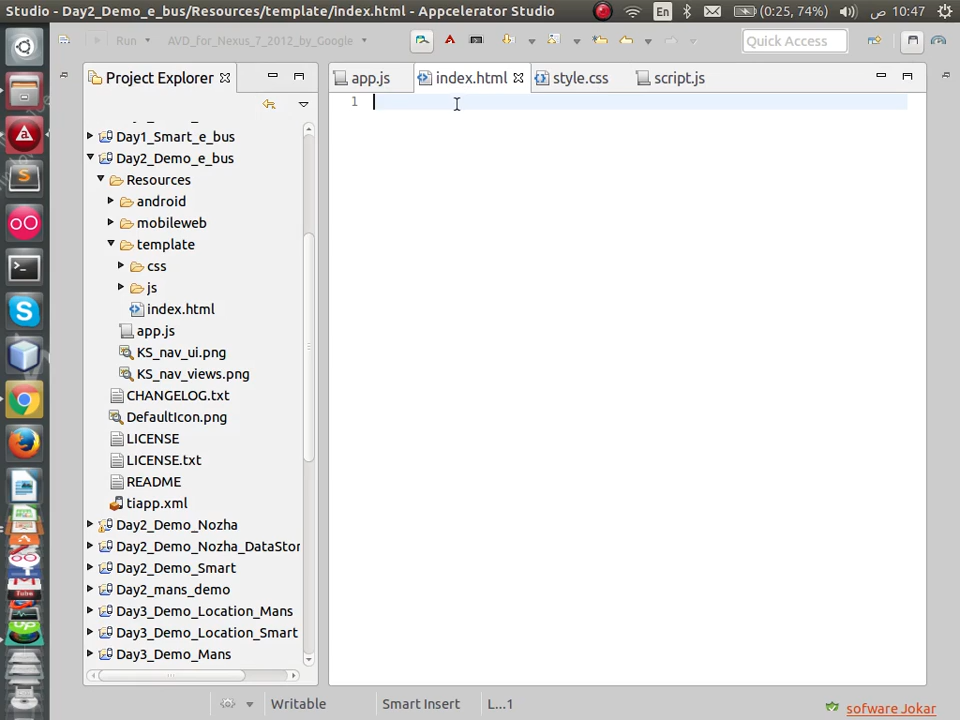 Studio - Day2_Demo_e_bus/Resources/template/index.html - Appcelerator Studio
En
(0:25, 74%)
ص 10:47
Run
AVD_for_Nexus_7_2012_by_Google
Quick Access
Project Explorer
app.js
index.html
style.css
script.js
1
Day1_Smart_e_bus
Day2_Demo_e_bus
Resources
android
mobileweb
template
css
js
index.html
app.js
KS_nav_ui.png
KS_nav_views.png
CHANGELOG.txt
DefaultIcon.png
LICENSE
LICENSE.txt
README
tiapp.xml
Day2_Demo_Nozha
Day2_Demo_Nozha_DataStor
Day2_Demo_Smart
Day2_mans_demo
Day3_Demo_Location_Mans
Day3_Demo_Location_Smart
Day3_Demo_Mans
Writable
Smart Insert
L...1
sofware Jokar